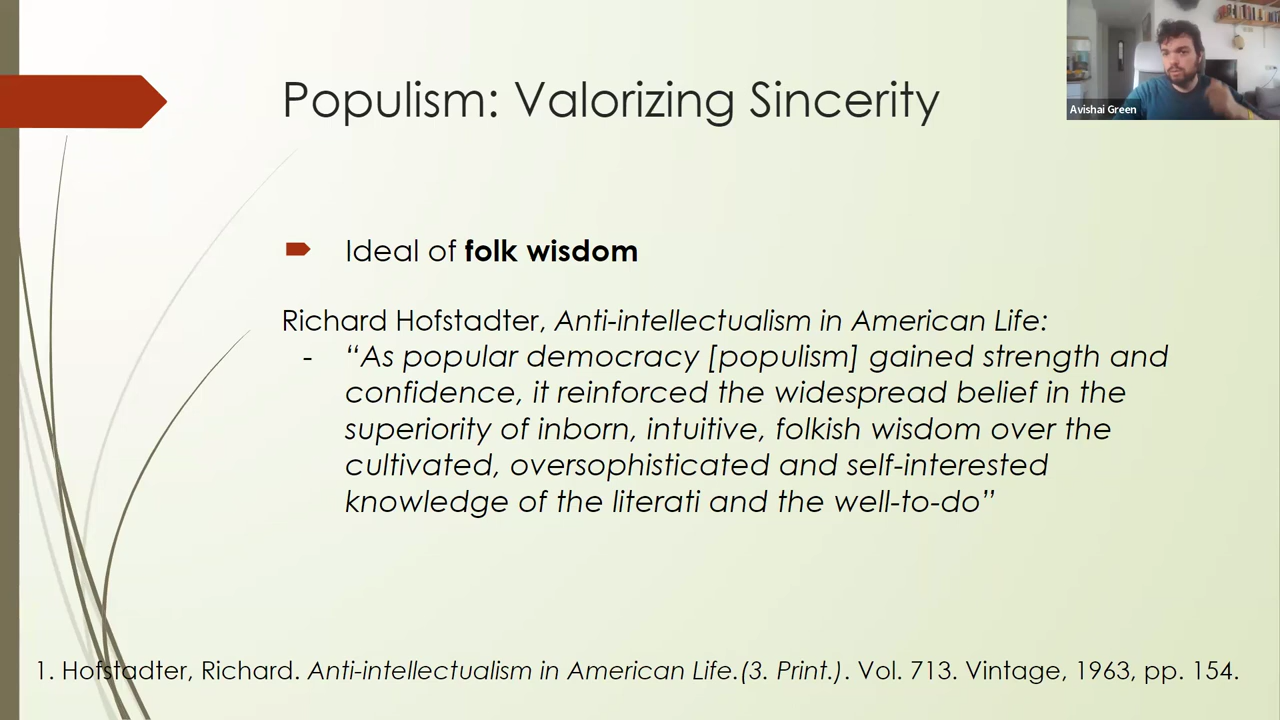 Populism: Valorizing Sincerity
Avishai Green
Ideal of folk wisdom
Richard Hofstadter, Anti-intellectualism in American Life:
- “As popular democracy [populism] gained strength and
confidence, it reinforced the widespread belief in the
superiority of inborn, intuitive, folkish wisdom over the
cultivated, oversophisticated and self-interested
knowledge of the literati and the well-to-do”
1. Hofstadter, Richard. Anti-intellectualism in American Life.(3. Print.). Vol. 713. Vintage, 1963, pp. 154.